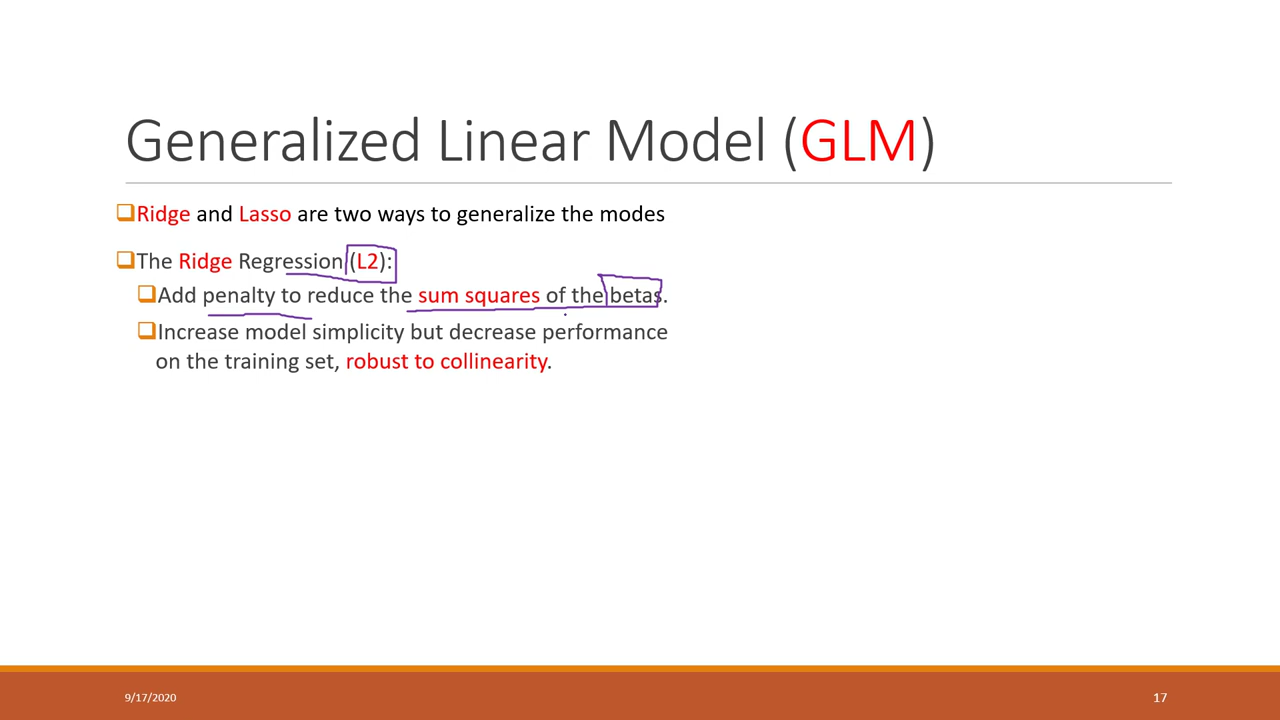 Generalized Linear Model (GLM)
Ridge and Lasso are two ways to generalize the modes
The Ridge Regression (L2):
Add penalty to reduce the sum squares of the betas.
Increase model simplicity but decrease performance
on the training set, robust to collinearity.
9/17/2020
17